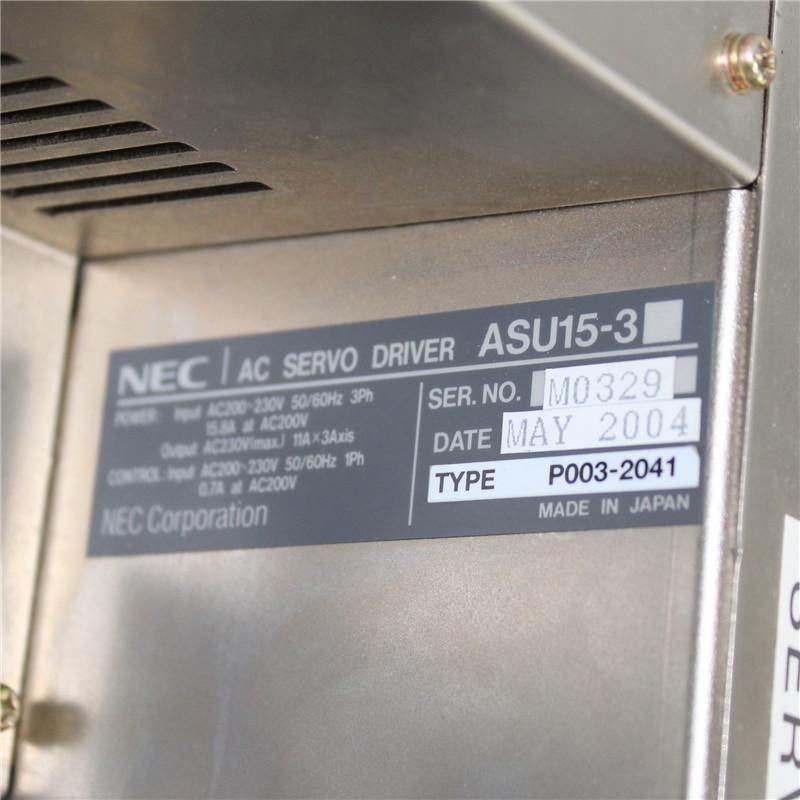 NEC | AC SERVO DRIVER ASU15-3
POWER: Input AC200~230V 50/60Hz 3Ph
15.8A at AC200V
Output AC230V(max.) 11A×3Axis
CONTROL: Input AC200~230V 50/60Hz 1Ph
0.7A at AC200V
NEC Corporation
SER. NO. M0329
DATE MAY 2004
TYPE P003-2041
MADE IN JAPAN
SER